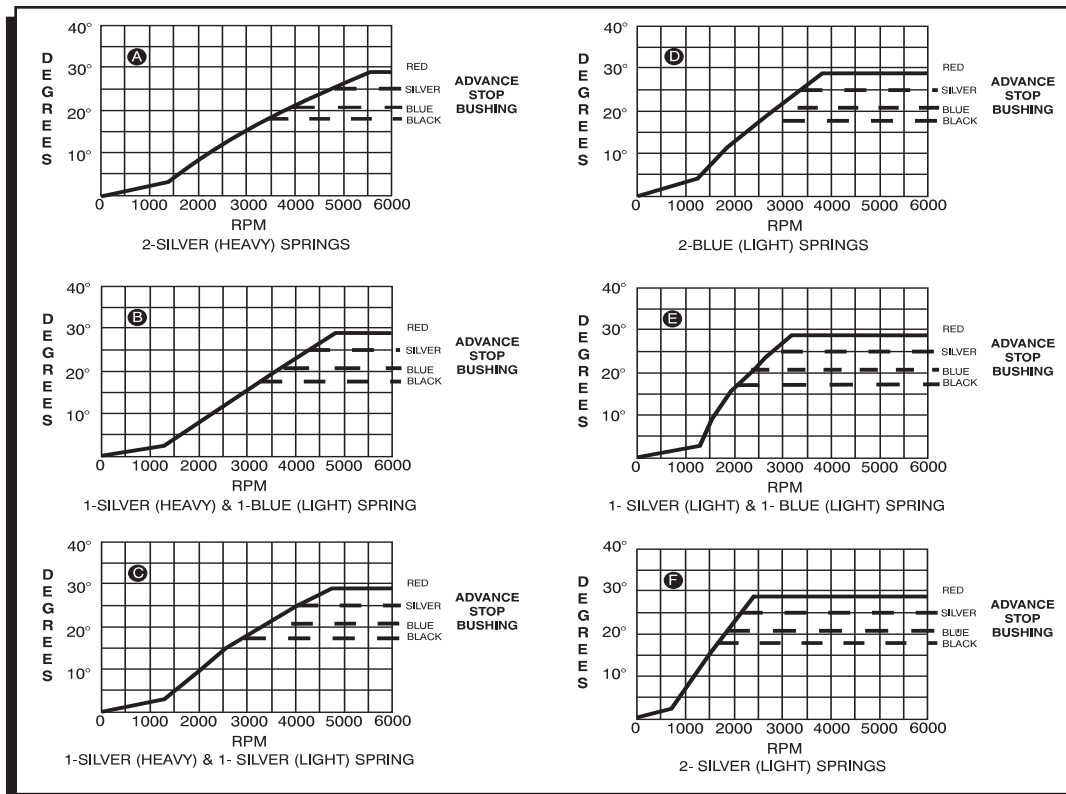 A
DEGREES
40°
30°
20°
10°
RED
SILVER
BLUE
BLACK
ADVANCE
STOP
BUSHING
0 1000 2000 3000 4000 5000 6000
RPM
2-SILVER (HEAVY) SPRINGS
D
DEGREES
40°
30°
20°
10°
RED
SILVER
BLUE
BLACK
ADVANCE
STOP
BUSHING
0 1000 2000 3000 4000 5000 6000
RPM
2-BLUE (LIGHT) SPRINGS
B
DEGREES
40°
30°
20°
10°
RED
SILVER
BLUE
BLACK
ADVANCE
STOP
BUSHING
0 1000 2000 3000 4000 5000 6000
RPM
1-SILVER (HEAVY) & 1-BLUE (LIGHT) SPRING
E
DEGREES
40°
30°
20°
10°
RED
SILVER
BLUE
BLACK
ADVANCE
STOP
BUSHING
0 1000 2000 3000 4000 5000 6000
RPM
1- SILVER (LIGHT) & 1- BLUE (LIGHT) SPRING
C
DEGREES
40°
30°
20°
10°
RED
SILVER
BLUE
BLACK
ADVANCE
STOP
BUSHING
0 1000 2000 3000 4000 5000 6000
RPM
1-SILVER (HEAVY) & 1- SILVER (LIGHT) SPRING
F
DEGREES
40°
30°
20°
10°
RED
SILVER
BLUE
BLACK
ADVANCE
STOP
BUSHING
0 1000 2000 3000 4000 5000 6000
RPM
2- SILVER (LIGHT) SPRINGS